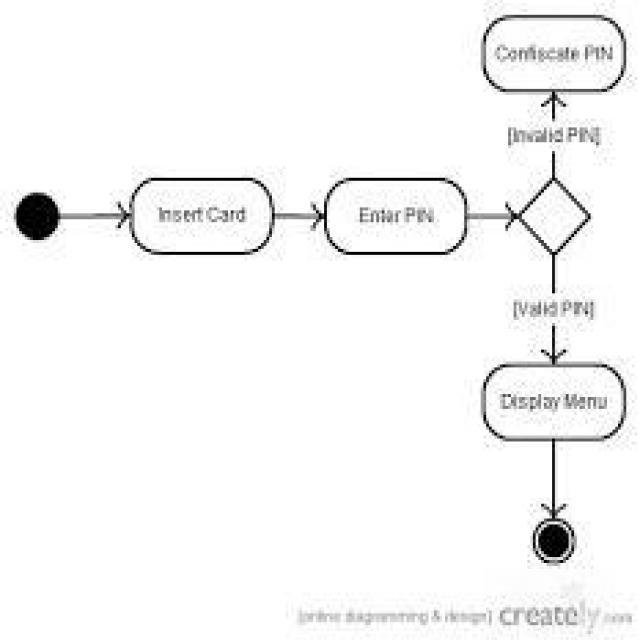 Confiscate PIN
[Invalid PIN]
Insert Card
Enter PIN
[Valid PIN]
Display Menu
[online diagramming & design] creately.com